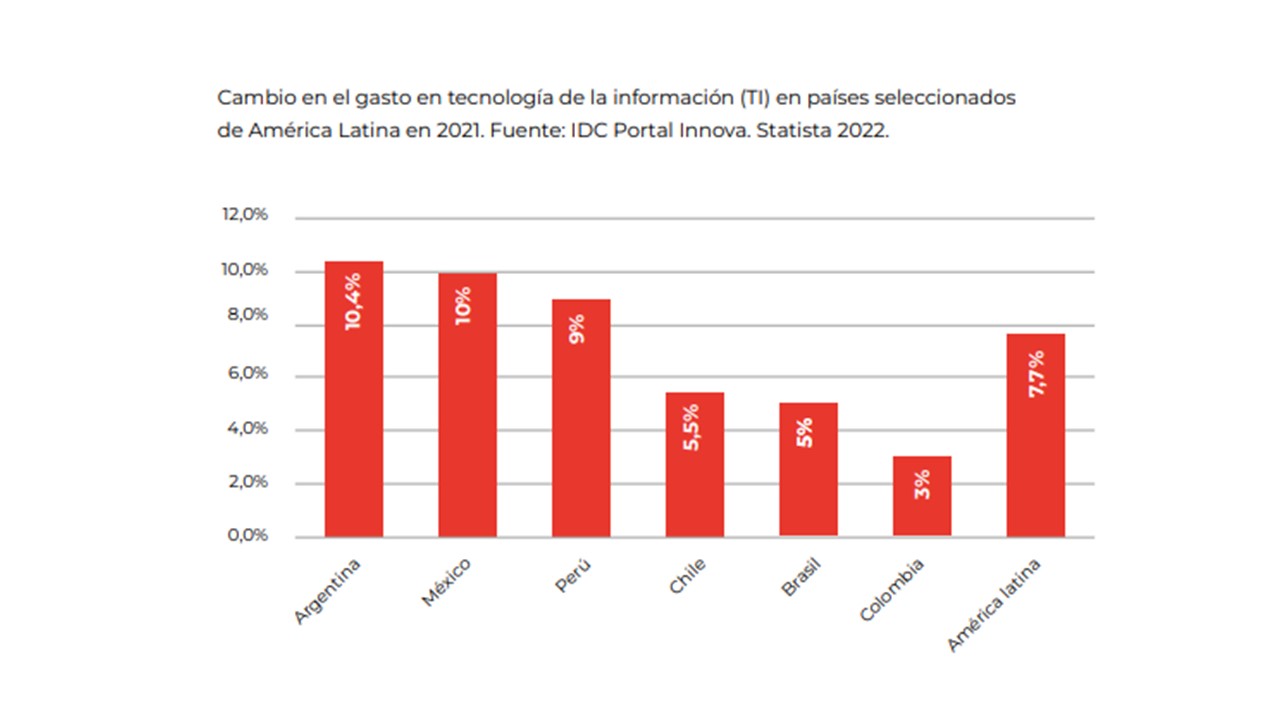 Cambio en el gasto en tecnología de la información (TI) en países seleccionados
de América Latina en 2021. Fuente: IDC Portal Innova. Statista 2022.
12,0%
10,0%
8,0%
6,0%
4,0%
2,0%
0,0%
10,4%
10%
9%
5,5%
5%
3%
7,7%
Argentina
México
Perú
Chile
Brasil
Colombia
América latina